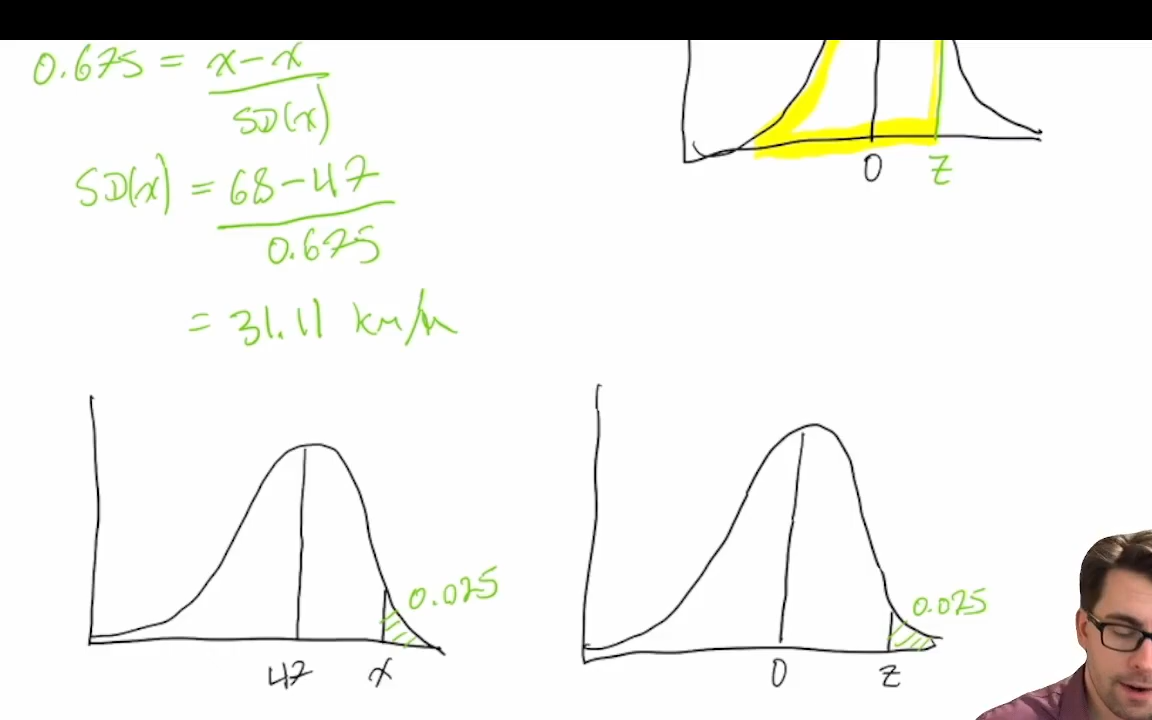 0.675 = x-x
SD(x)
0 z
SD(x) = 68-47
0.675
= 31.11 km/h
0.025 0.025
47 x 0 z